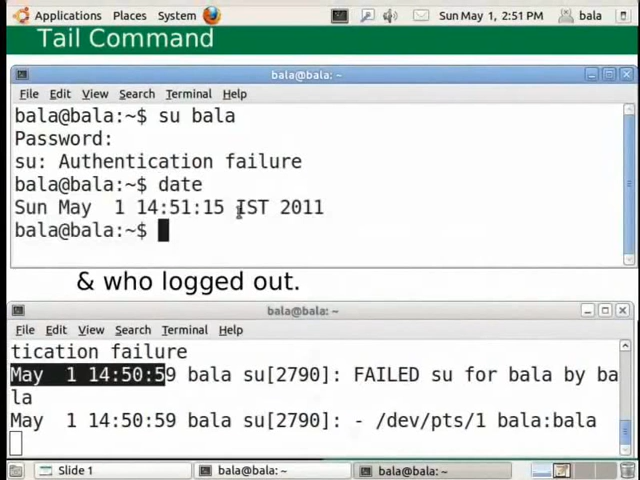 Applications Places System Sun May 1, 2:51 PM bala
Tail Command
bala@bala: ~
File Edit View Search Terminal Help
bala@bala:~$ su bala
Password:
su: Authentication failure
bala@bala:~$ date
Sun May  1 14:51:15 IST 2011
bala@bala:~$
& who logged out.
bala@bala: ~
File Edit View Search Terminal Help
tication failure
May  1 14:50:59 bala su[2790]: FAILED su for bala by ba
la
May  1 14:50:59 bala su[2790]: - /dev/pts/1 bala:bala
Slide 1 bala@bala: ~ bala@bala: ~